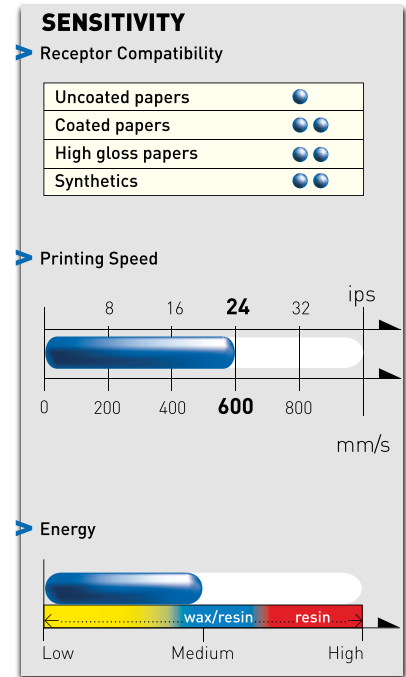 SENSITIVITY
> Receptor Compatibility
Uncoated papers
Coated papers
High gloss papers
Synthetics
> Printing Speed
ips
8 16 24 32
0 200 400 600 800
mm/s
> Energy
wax/resin resin
Low Medium High